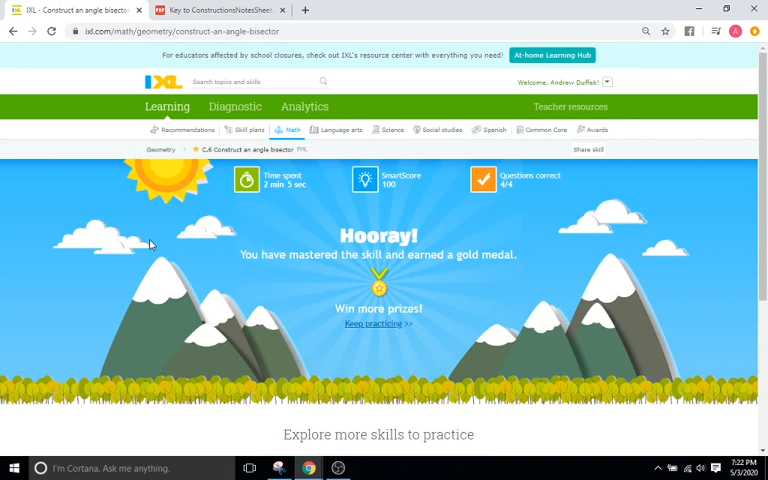 IXL - Construct an angle bisector
Key to ConstructionsNotesSheet
ixl.com/math/geometry/construct-an-angle-bisector
A
For educators affected by school closures, check out IXL's resource center with everything you need!
At-home Learning Hub
IXL
Search topics and skills
Welcome, Andrew Duffek!
Learning
Diagnostic
Analytics
Teacher resources
Recommendations
Skill plans
Math
Language arts
Science
Social studies
Spanish
Common Core
Awards
Geometry
C.6 Construct an angle bisector
Share skill
Time spent
2 min 5 sec
SmartScore
100
Questions correct
4/4
Hooray!
You have mastered the skill and earned a gold medal.
Win more prizes!
Keep practicing >>
Explore more skills to practice
I'm Cortana. Ask me anything.
7:22 PM
5/3/2020